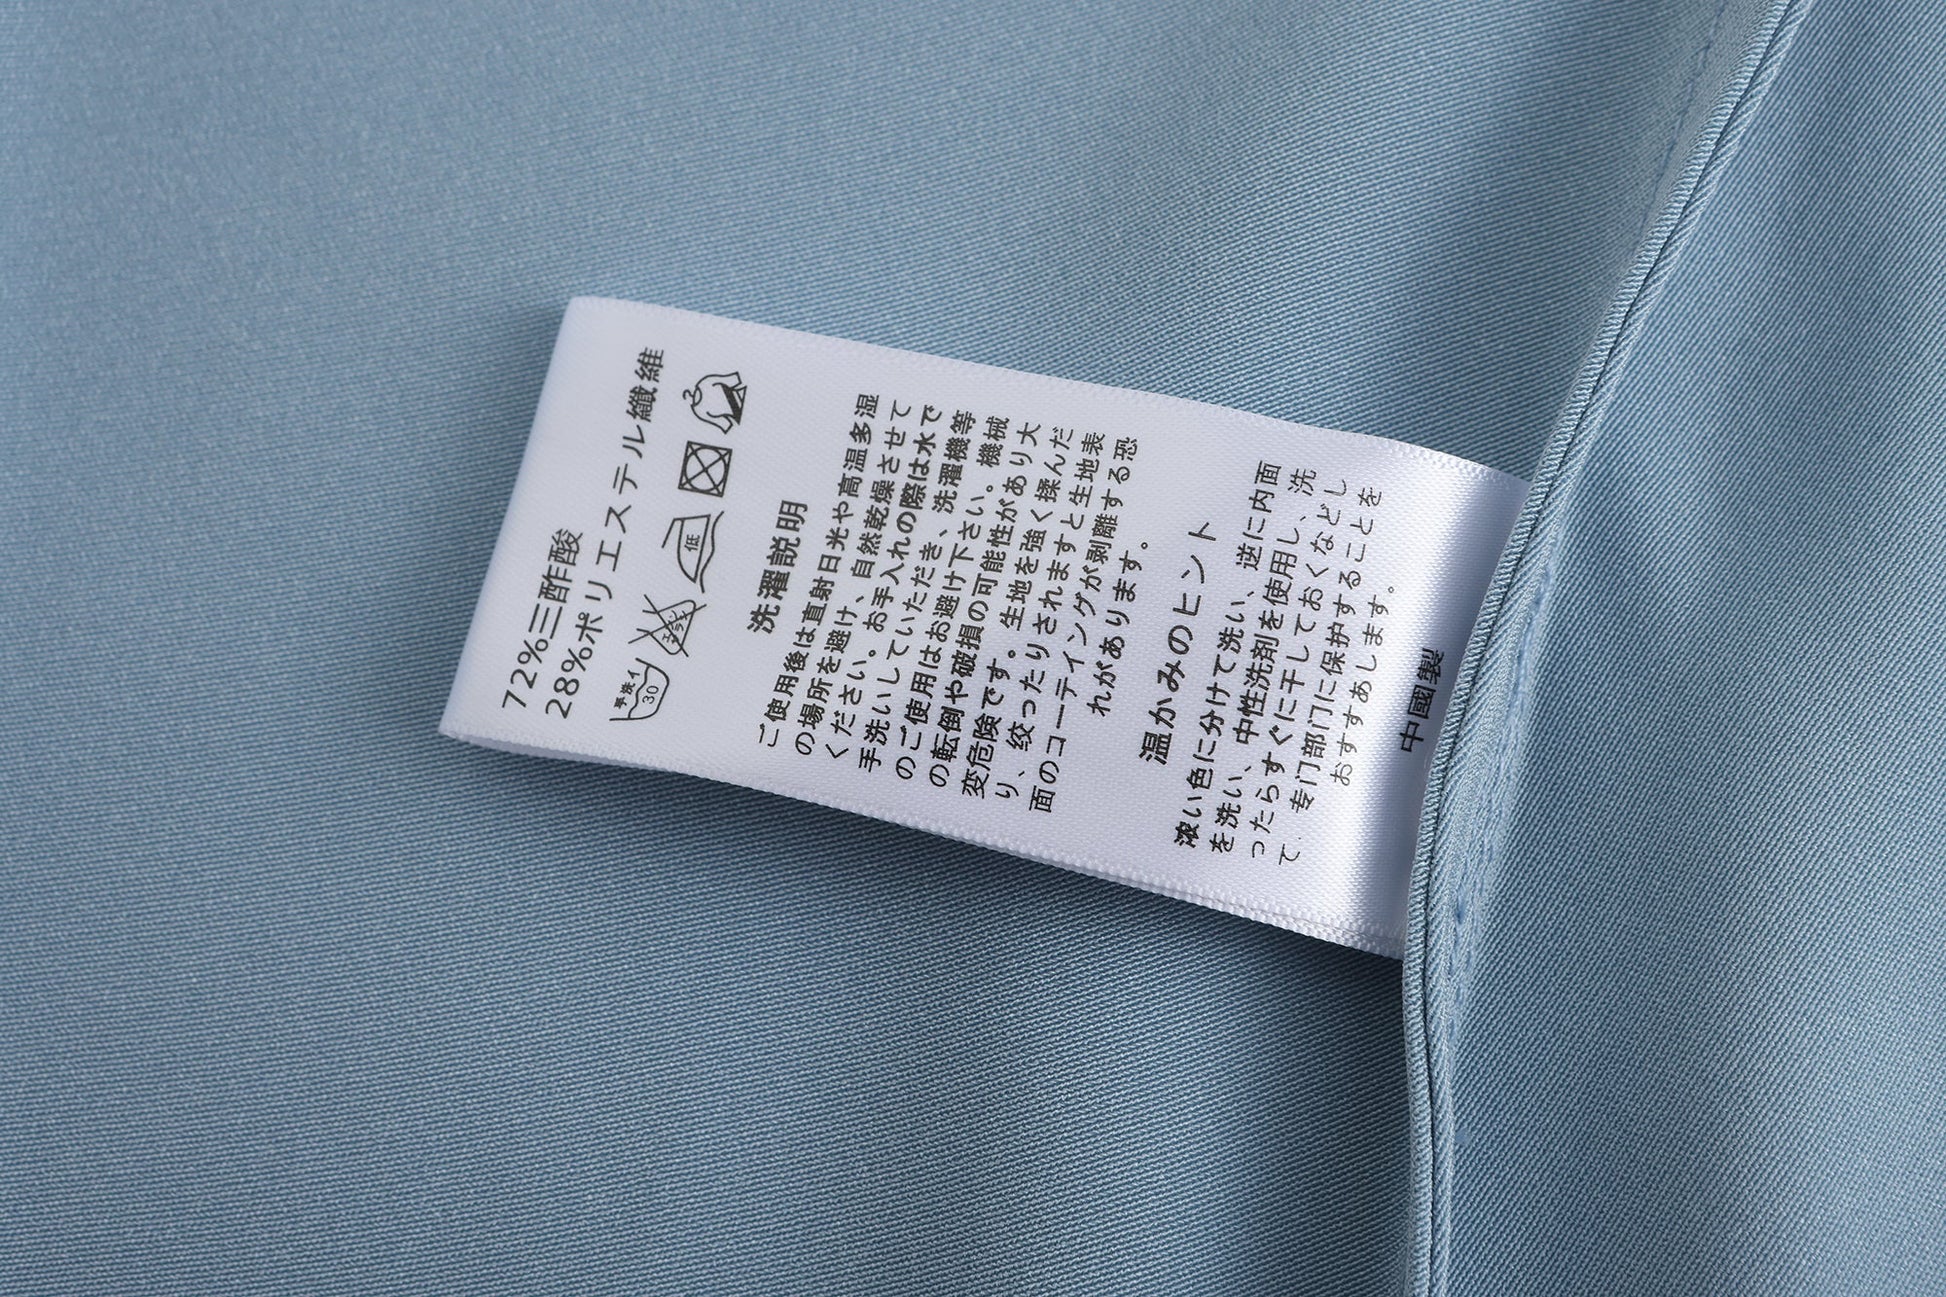 72%三酢酸
28%ポリエステル纖維
手洗イ
30
低
洗濯説明
ご使用後は直射日光や高温多湿
の場所を避け、自然乾燥させて
ください。お手入れの際は水で
手洗いしていただき、洗濯機等
のご使用はお避け下さい。機械
の転倒や破損の可能性があり大
変危険です。生地を強く揉んだ
り、绞ったりされますと生地表
面のコーティングが剥離する恐
れがあります。
温かみのヒント
浓い色に分けて洗い、逆に内面
を洗い、中性洗剤を使用し、洗
ったらすぐに干しておくなどし
て、专门部门に保护することを
おすすあします。
中國製